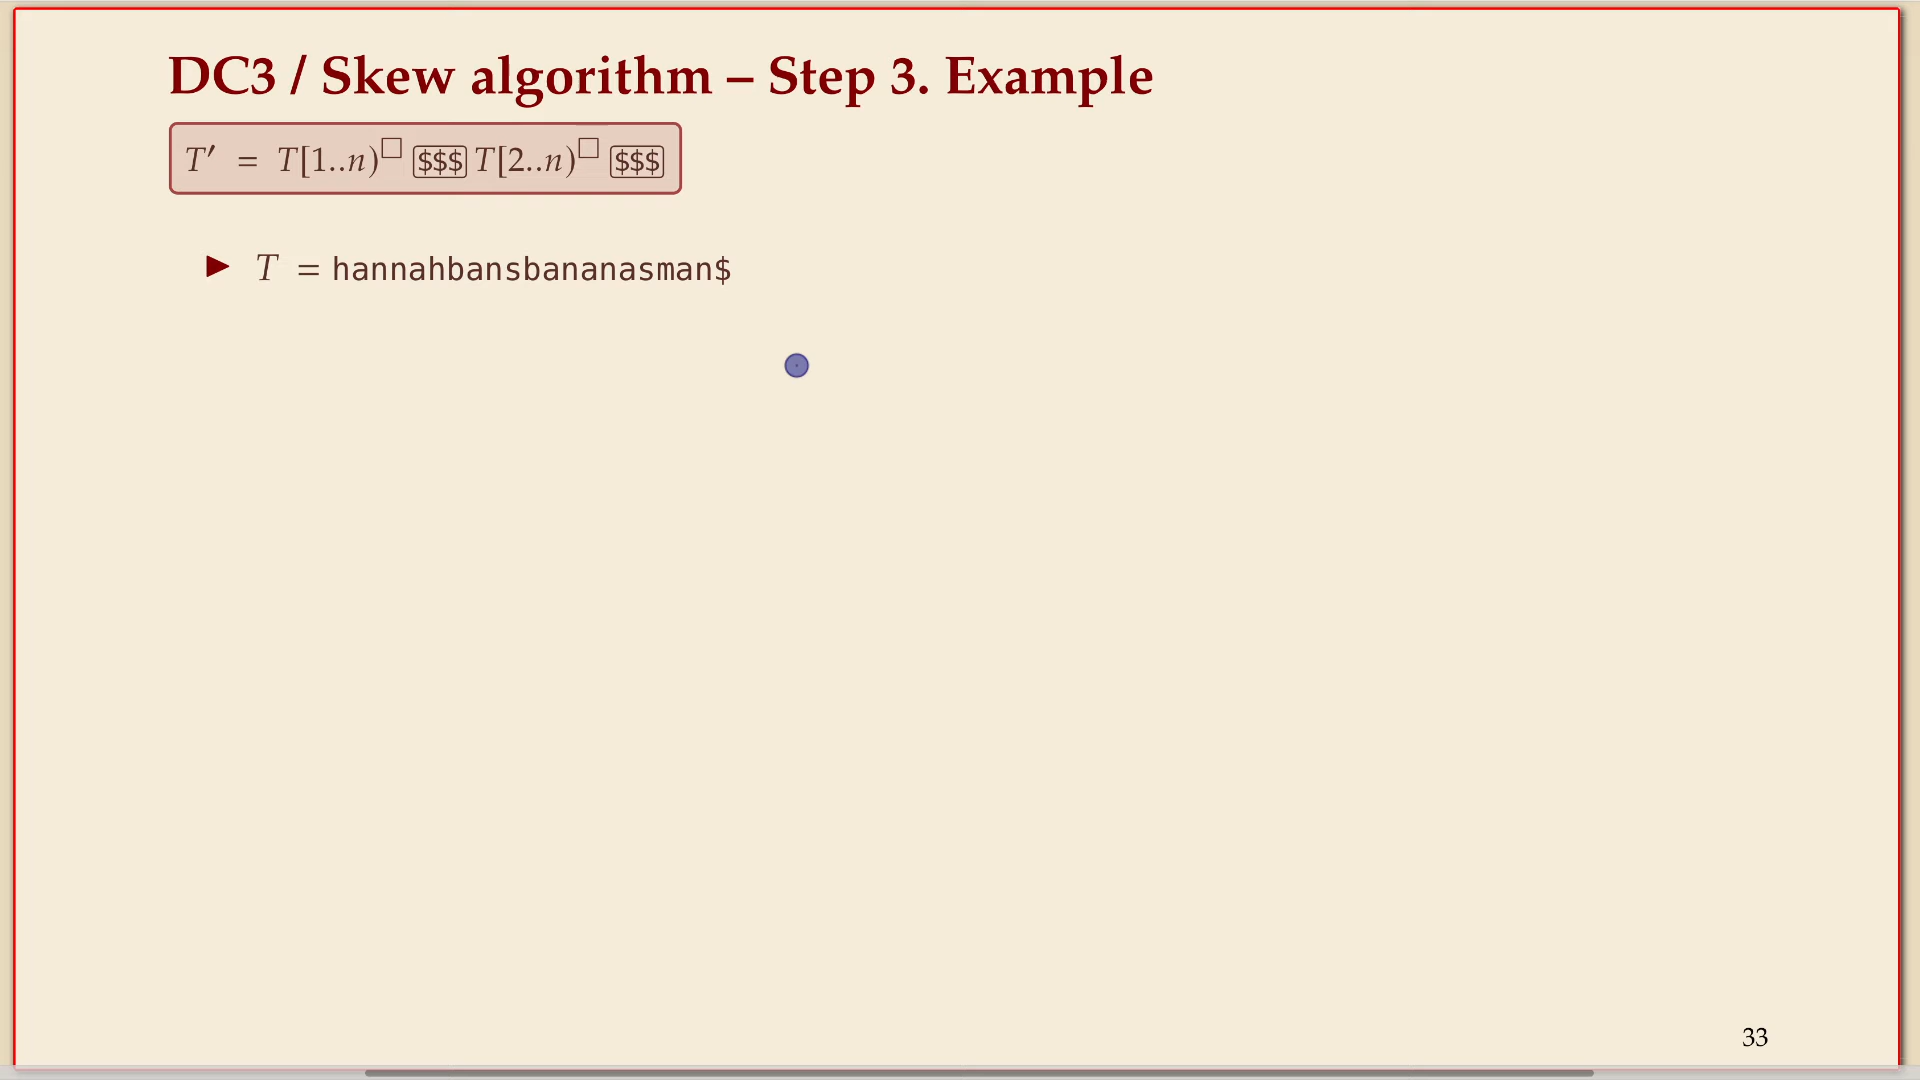 DC3 / Skew algorithm – Step 3. Example
T′ = T[1..n)□ $$$ T[2..n)□ $$$
▶ T = hannahbansbananasman$
33